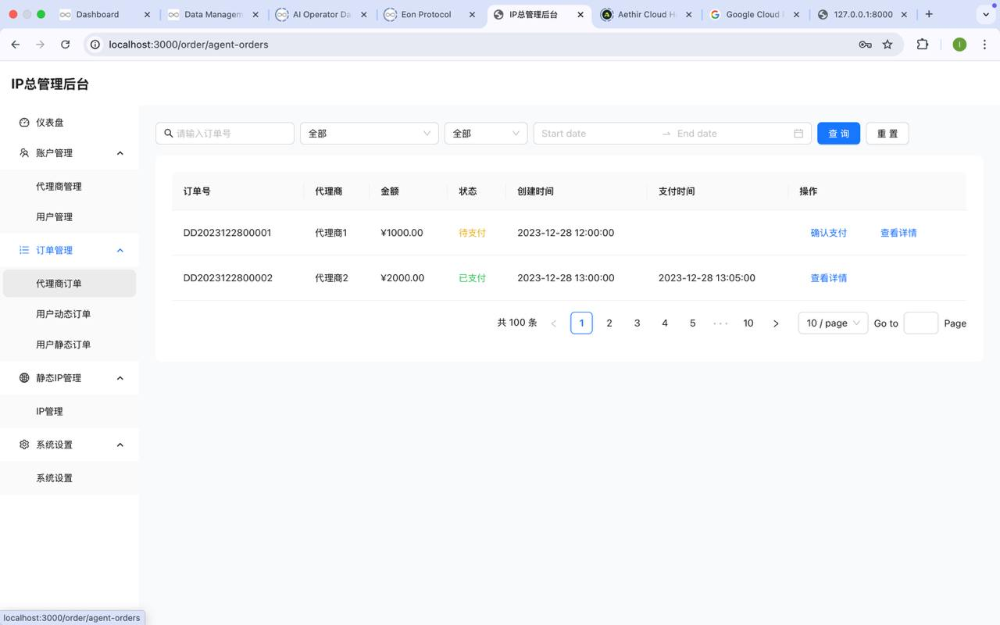 Dashboard
Data Managem
AI Operator Da
Eon Protocol
IP总管理后台
Aethir Cloud H
Google Cloud
127.0.0.1:8000
localhost:3000/order/agent-orders
I
IP总管理后台
仪表盘
账户管理
代理商管理
用户管理
订单管理
代理商订单
用户动态订单
用户静态订单
静态IP管理
IP管理
系统设置
系统设置
请输入订单号 全部 全部 Start date End date 查 询 重 置
订单号 代理商 金额 状态 创建时间 支付时间 操作
DD2023122800001 代理商1 ¥1000.00 待支付 2023-12-28 12:00:00 确认支付 查看详情
DD2023122800002 代理商2 ¥2000.00 已支付 2023-12-28 13:00:00 2023-12-28 13:05:00 查看详情
共 100 条 1 2 3 4 5 ••• 10 10 / page Go to Page
localhost:3000/order/agent-orders